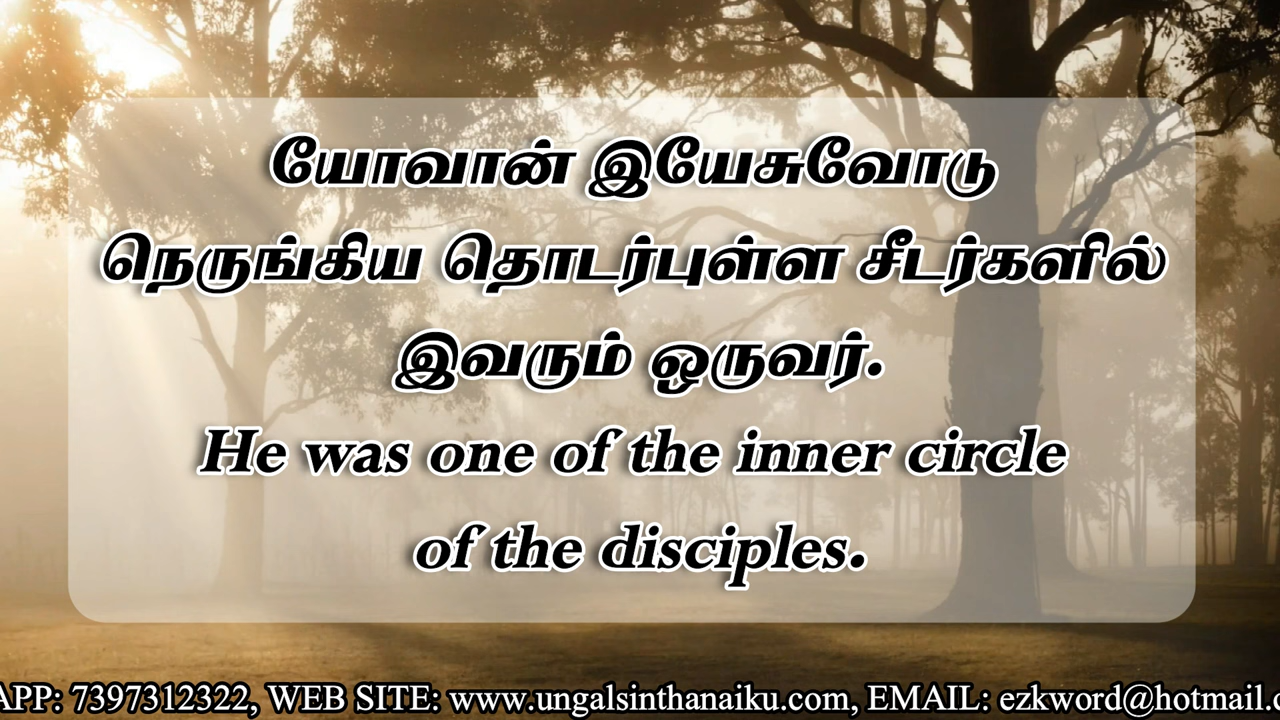 யோவான் இயேசுவோடு
நெருங்கிய தொடர்புள்ள சீடர்களில்
இவரும் ஒருவர்.
He was one of the inner circle
of the disciples.
APP: 7397312322, WEB SITE: www.ungalsinthanaiku.com, EMAIL: ezkword@hotmail.c